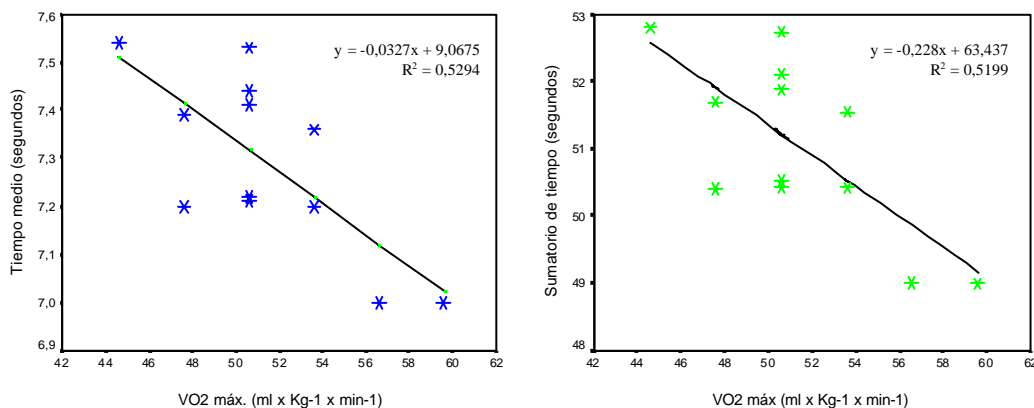 7,6
7,5
7,4
7,3
7,2
7,1
7,0
6,9
Tiempo medio (segundos)
y = -0,0327x + 9,0675
R² = 0,5294
42 44 46 48 50 52 54 56 58 60 62
VO2 máx. (ml x Kg-1 x min-1)
53
52
51
50
49
48
Sumatorio de tiempo (segundos)
y = -0,228x + 63,437
R² = 0,5199
42 44 46 48 50 52 54 56 58 60 62
VO2 máx (ml x Kg-1 x min-1)